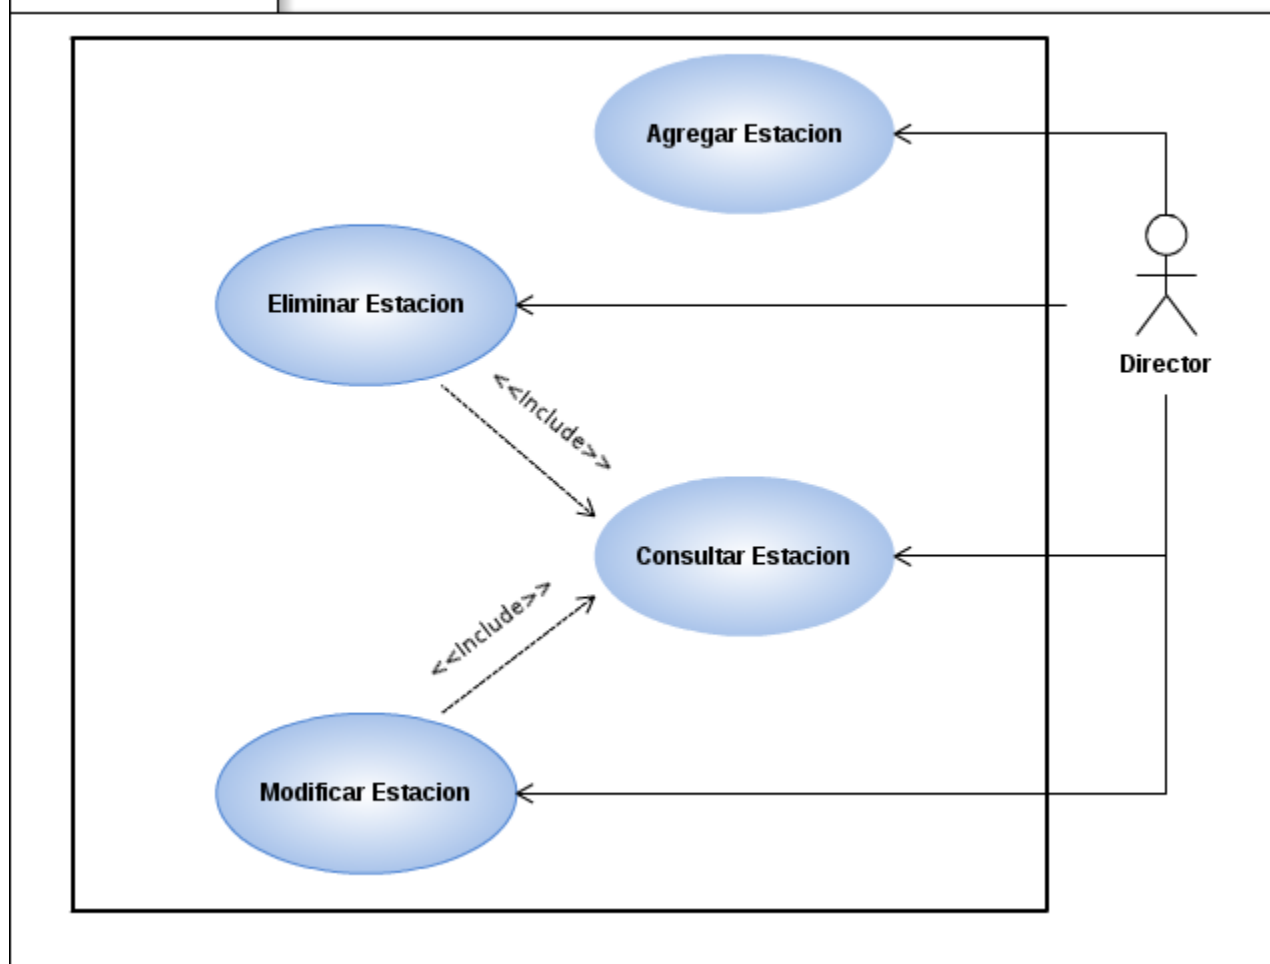 Agregar Estacion
Eliminar Estacion
Director
<<Include>>
Consultar Estacion
<<Include>>
Modificar Estacion